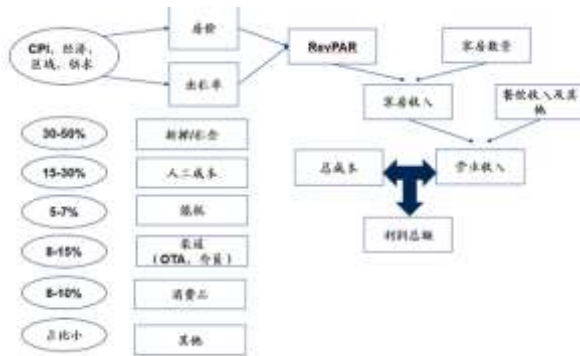 房价
CPI、经济、
区域、供求
出租率
RevPAR
客房数量
客房收入
餐饮收入及其
他
30-50%
折摊/租金
15-30%
人工成本
总成本
营业收入
5-7%
能耗
8-15%
渠道
（OTA、会员）
利润总额
8-10%
消费品
占比小
其他